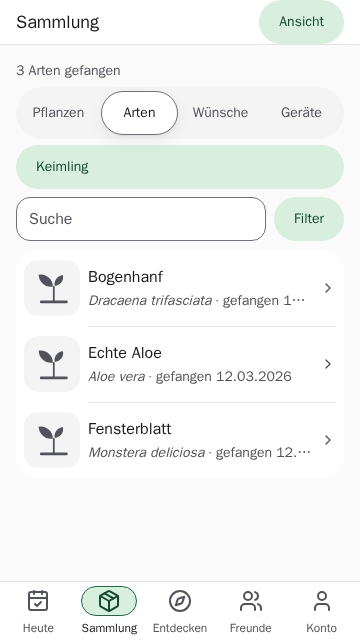 Sammlung
Ansicht
3 Arten gefangen
Pflanzen
Arten
Wünsche
Geräte
Keimling
Suche
Filter
Bogenhanf
Dracaena trifasciata · gefangen 1…
Echte Aloe
Aloe vera · gefangen 12.03.2026
Fensterblatt
Monstera deliciosa · gefangen 12.…
Heute
Sammlung
Entdecken
Freunde
Konto